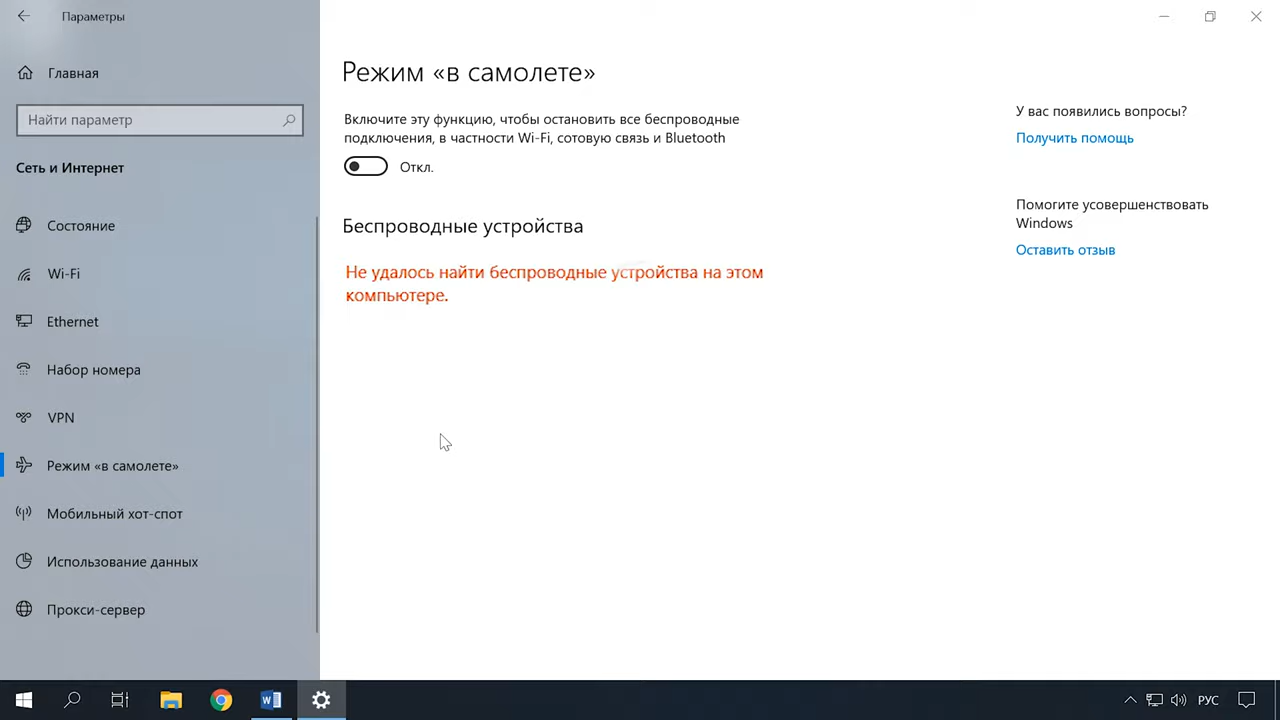 Параметры
Главная
Найти параметр
Сеть и Интернет
Состояние
Wi-Fi
Ethernet
Набор номера
VPN
Режим «в самолете»
Мобильный хот-спот
Использование данных
Прокси-сервер
Режим «в самолете»
Включите эту функцию, чтобы остановить все беспроводные
подключения, в частности Wi-Fi, сотовую связь и Bluetooth
Откл.
Беспроводные устройства
Не удалось найти беспроводные устройства на этом
компьютере.
У вас появились вопросы?
Получить помощь
Помогите усовершенствовать
Windows
Оставить отзыв
РУС